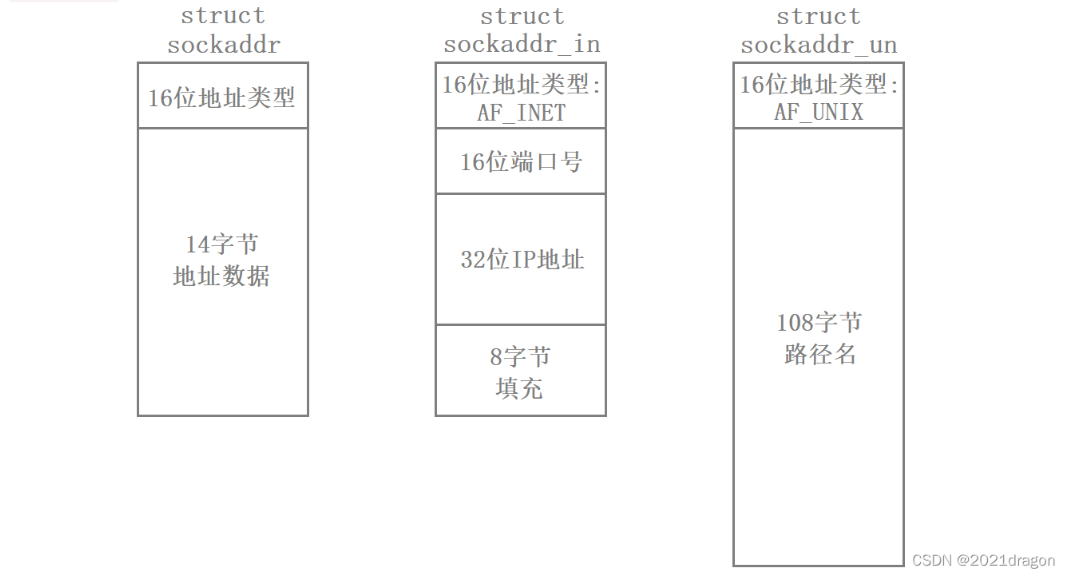 struct
sockaddr
16位地址类型
14字节
地址数据
struct
sockaddr_in
16位地址类型:
AF_INET
16位端口号
32位IP地址
8字节
填充
struct
sockaddr_un
16位地址类型:
AF_UNIX
108字节
路径名
CSDN @2021dragon